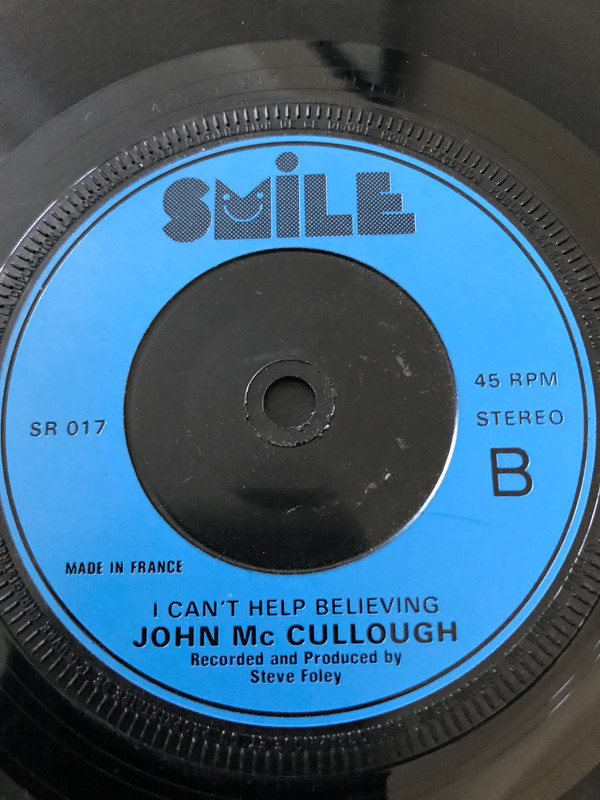 SMiLE
45 RPM
SR 017
STEREO
B
MADE IN FRANCE
I CAN'T HELP BELIEVING
JOHN Mc CULLOUGH
Recorded and Produced by
Steve Foley